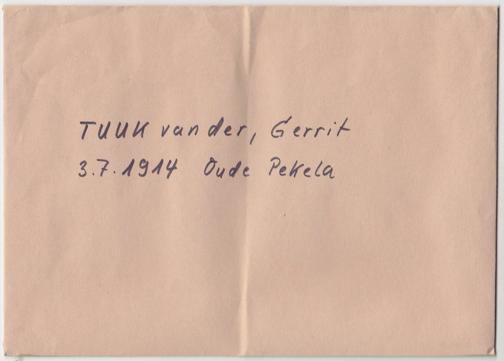 TUUK van der, Gerrit
3.7.1914 Oude Pekela